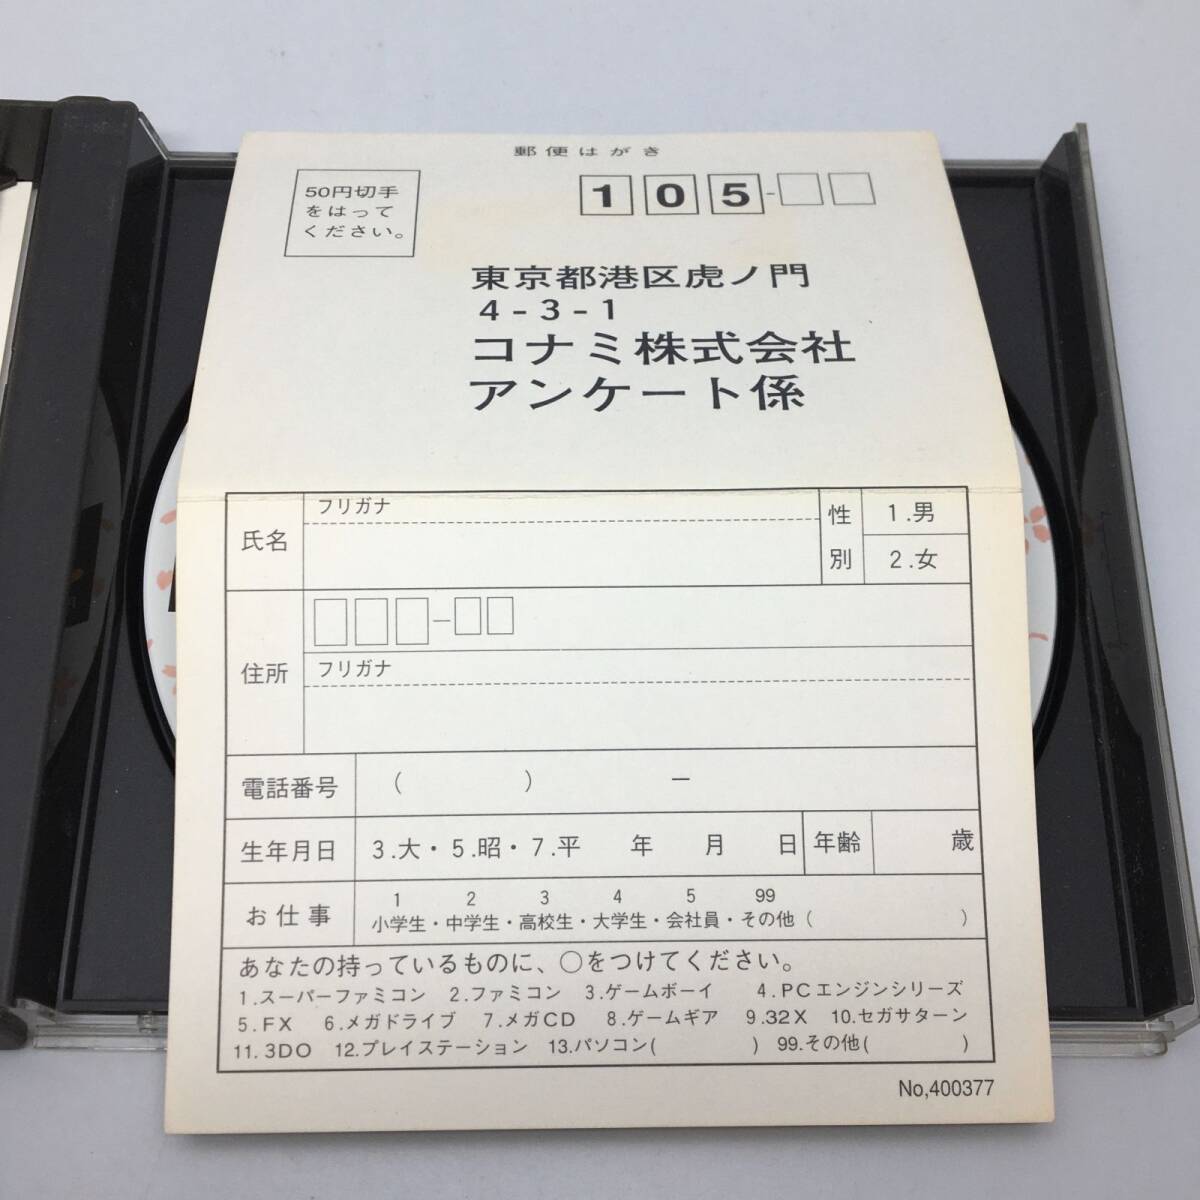 郵便はがき
50円切手
をはって
ください。
105-
東京都港区虎ノ門
4-3-1
コナミ株式会社
アンケート係
氏名
フリガナ
性別
1.男
2.女
住所
フリガナ
電話番号
( ) ー
生年月日
3.大・5.昭・7.平 年 月 日
年齢
歳
お仕事
1 2 3 4 5 99
小学生・中学生・高校生・大学生・会社員・その他( )
あなたの持っているものに、○をつけてください。
1.スーパーファミコン 2.ファミコン 3.ゲームボーイ 4.PCエンジンシリーズ
5.FX 6.メガドライブ 7.メガCD 8.ゲームギア 9.32X 10.セガサターン
11.3DO 12.プレイステーション 13.パソコン( ) 99.その他( )
No,400377